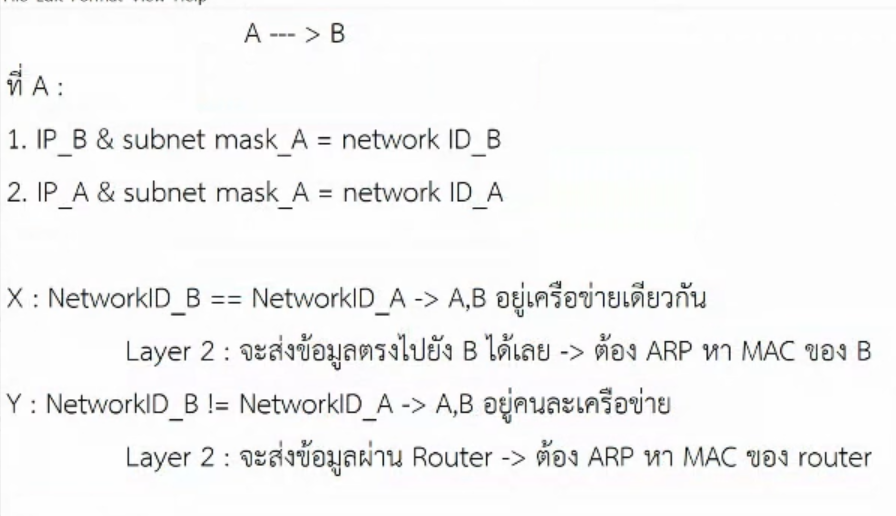 A --- > B
ที่ A :
1. IP_B & subnet mask_A = network ID_B
2. IP_A & subnet mask_A = network ID_A
X : NetworkID_B == NetworkID_A -> A,B อยู่เครือข่ายเดียวกัน
Layer 2 : จะส่งข้อมูลตรงไปยัง B ได้เลย -> ต้อง ARP หา MAC ของ B
Y : NetworkID_B != NetworkID_A -> A,B อยู่คนละเครือข่าย
Layer 2 : จะส่งข้อมูลผ่าน Router -> ต้อง ARP หา MAC ของ router